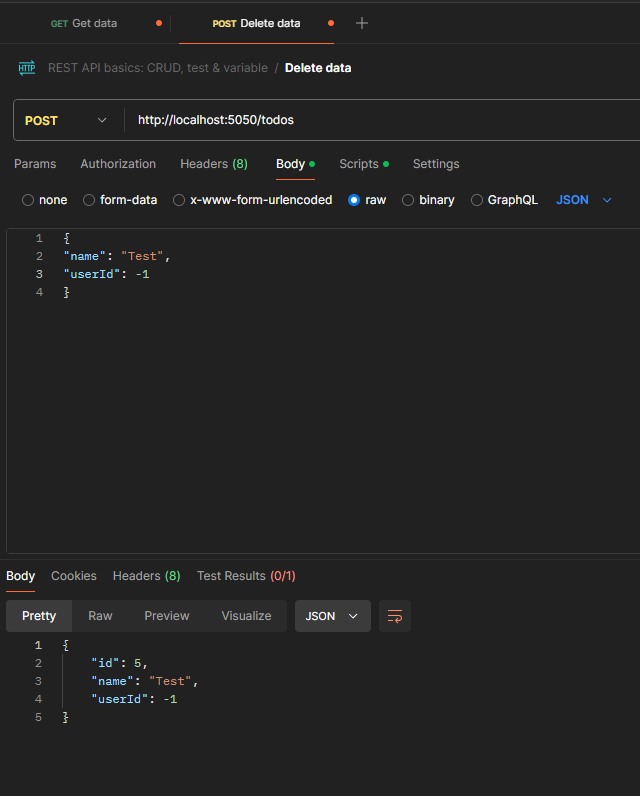 GET Get data POST Delete data
HTTP REST API basics: CRUD, test & variable / Delete data
POST http://localhost:5050/todos
Params Authorization Headers (8) Body Scripts Settings
none form-data x-www-form-urlencoded raw binary GraphQL JSON
1 {
2 "name": "Test",
3 "userId": -1
4 }
Body Cookies Headers (8) Test Results (0/1)
Pretty Raw Preview Visualize JSON
1 {
2 "id": 5,
3 "name": "Test",
4 "userId": -1
5 }